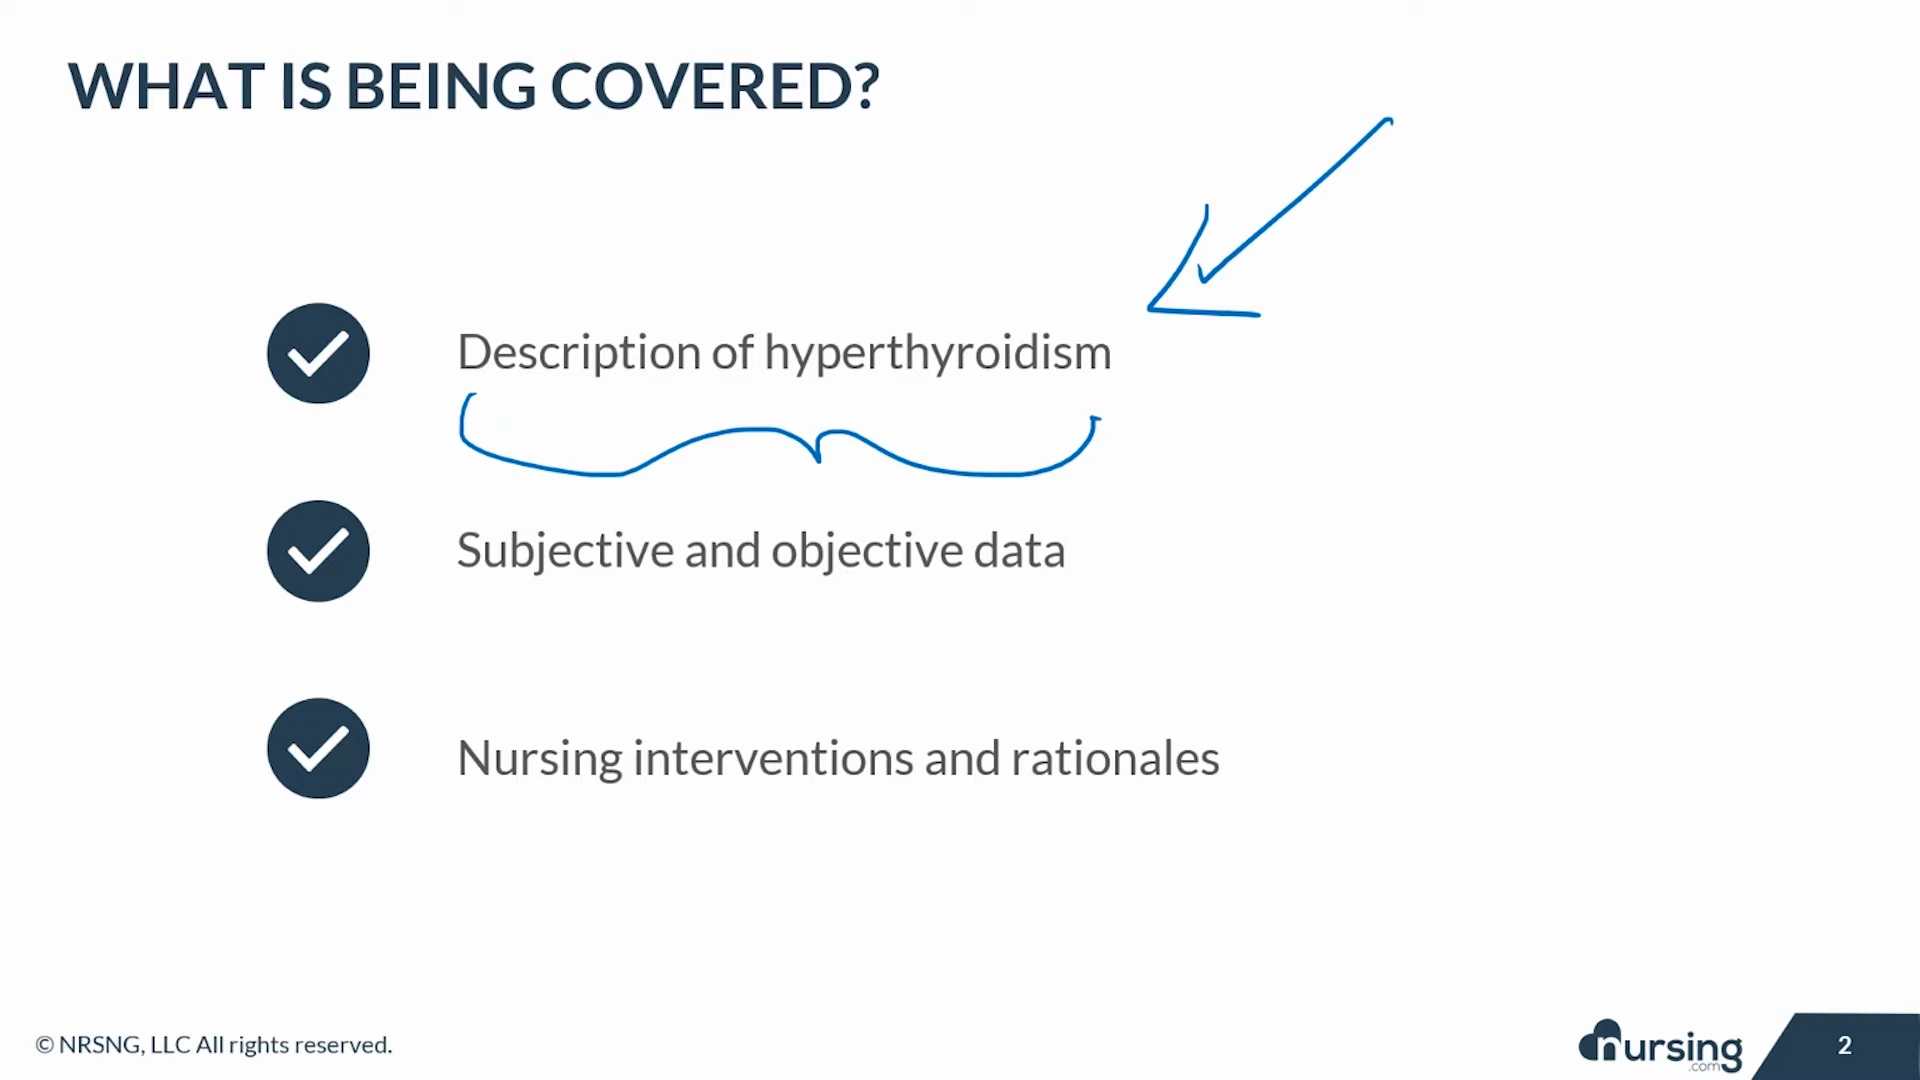 WHAT IS BEING COVERED?
Description of hyperthyroidism
Subjective and objective data
Nursing interventions and rationales
© NRSNG, LLC All rights reserved.
nursing
.com
2